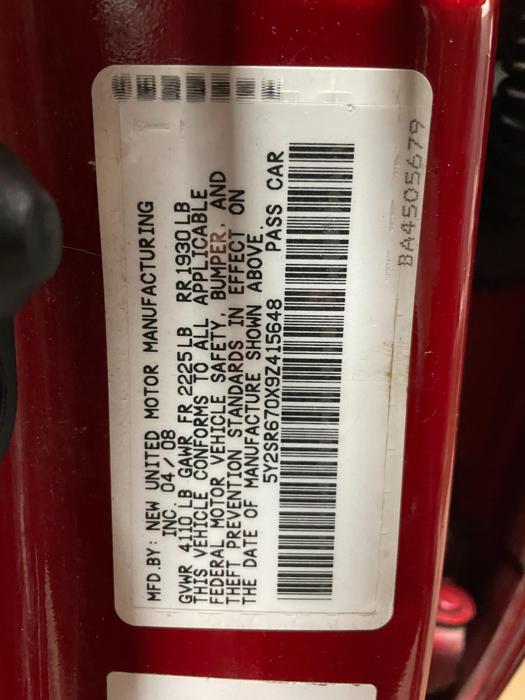 MFD.BY: NEW UNITED MOTOR MANUFACTURING
INC. 04/08
GVWR 4110LB GAWR FR 2225LB RR1930LB
THIS VEHICLE CONFORMS TO ALL APPLICABLE
FEDERAL MOTOR VEHICLE SAFETY, BUMPER, AND
THEFT PREVENTION STANDARDS IN EFFECT ON
THE DATE OF MANUFACTURE SHOWN ABOVE.
5Y2SR670X9Z415648 PASS CAR
BA4505679